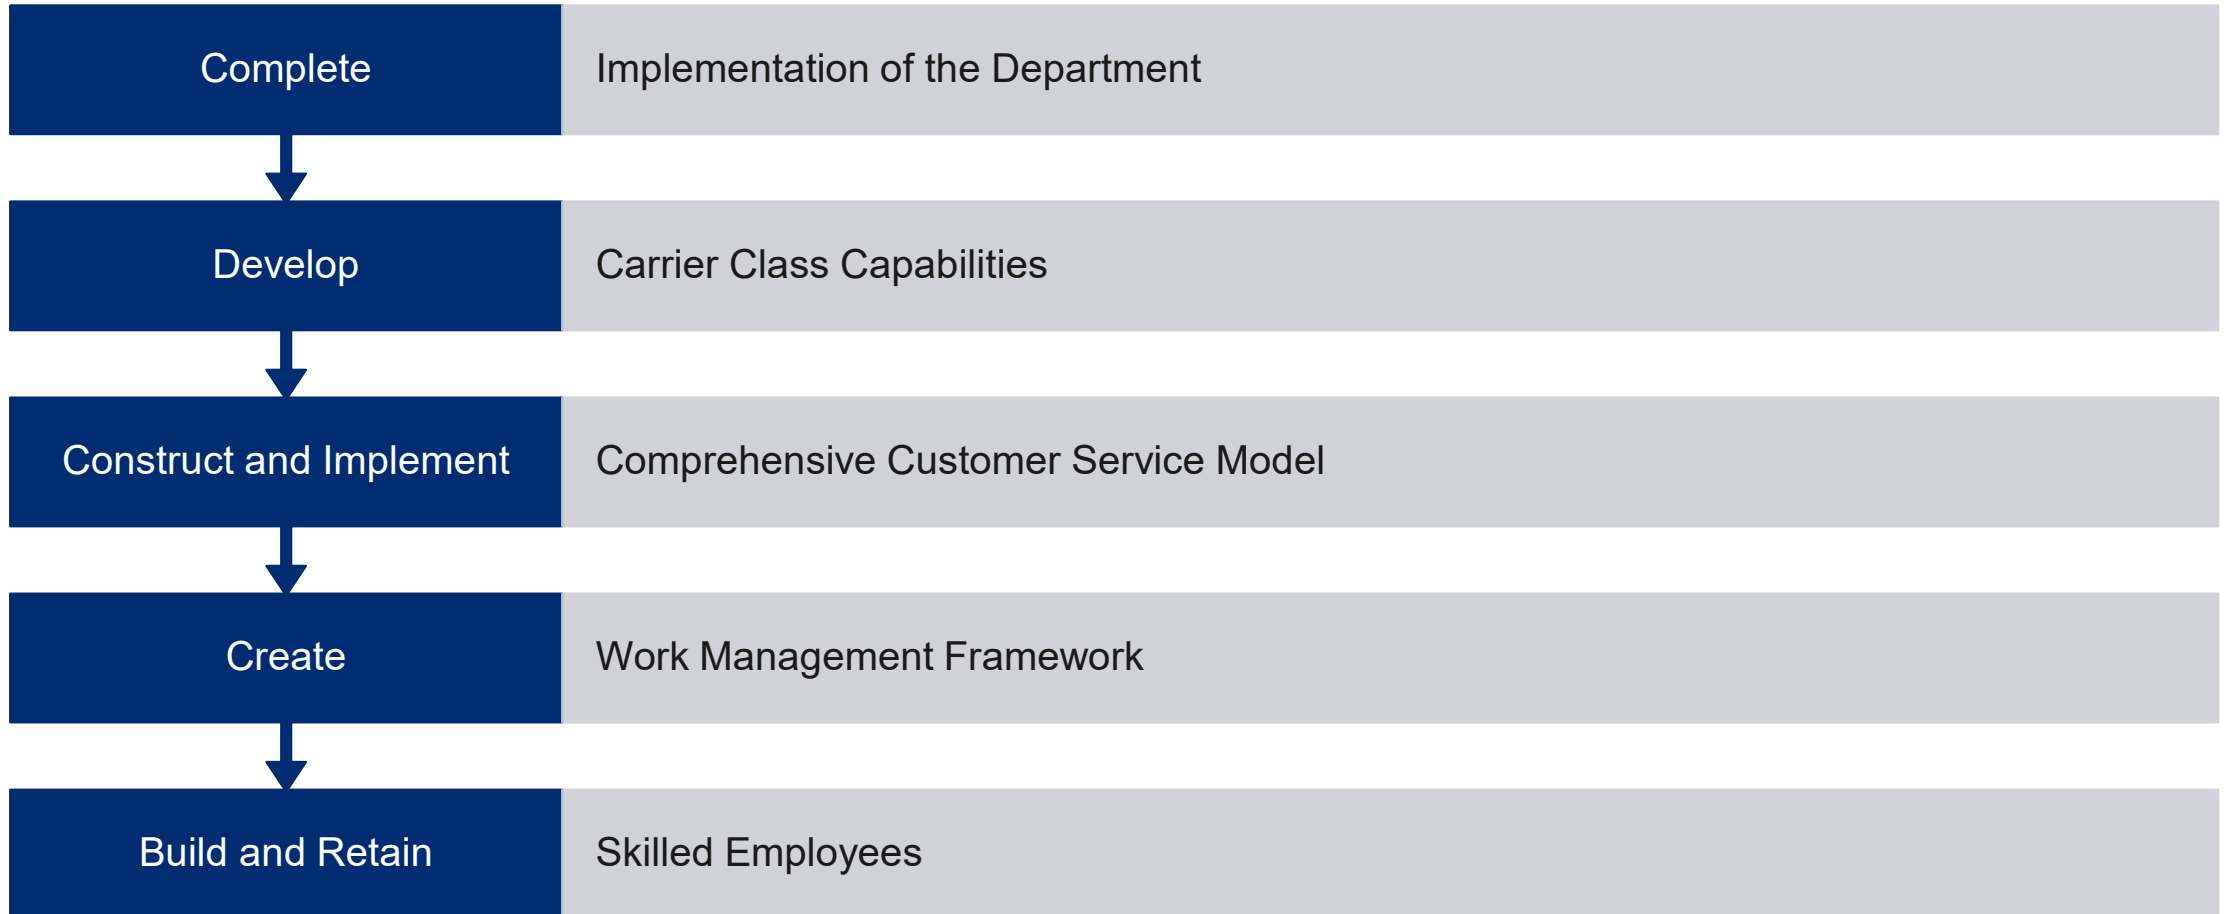 Complete
Implementation of the Department
Develop
Carrier Class Capabilities
Construct and Implement
Comprehensive Customer Service Model
Create
Work Management Framework
Build and Retain
Skilled Employees